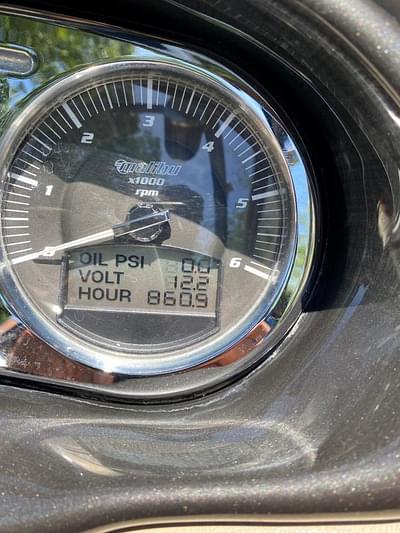 3
2
4
malibu
x1000
rpm
1
5
0
6
OIL PSI 0.0
VOLT 12.2
HOUR 860.9